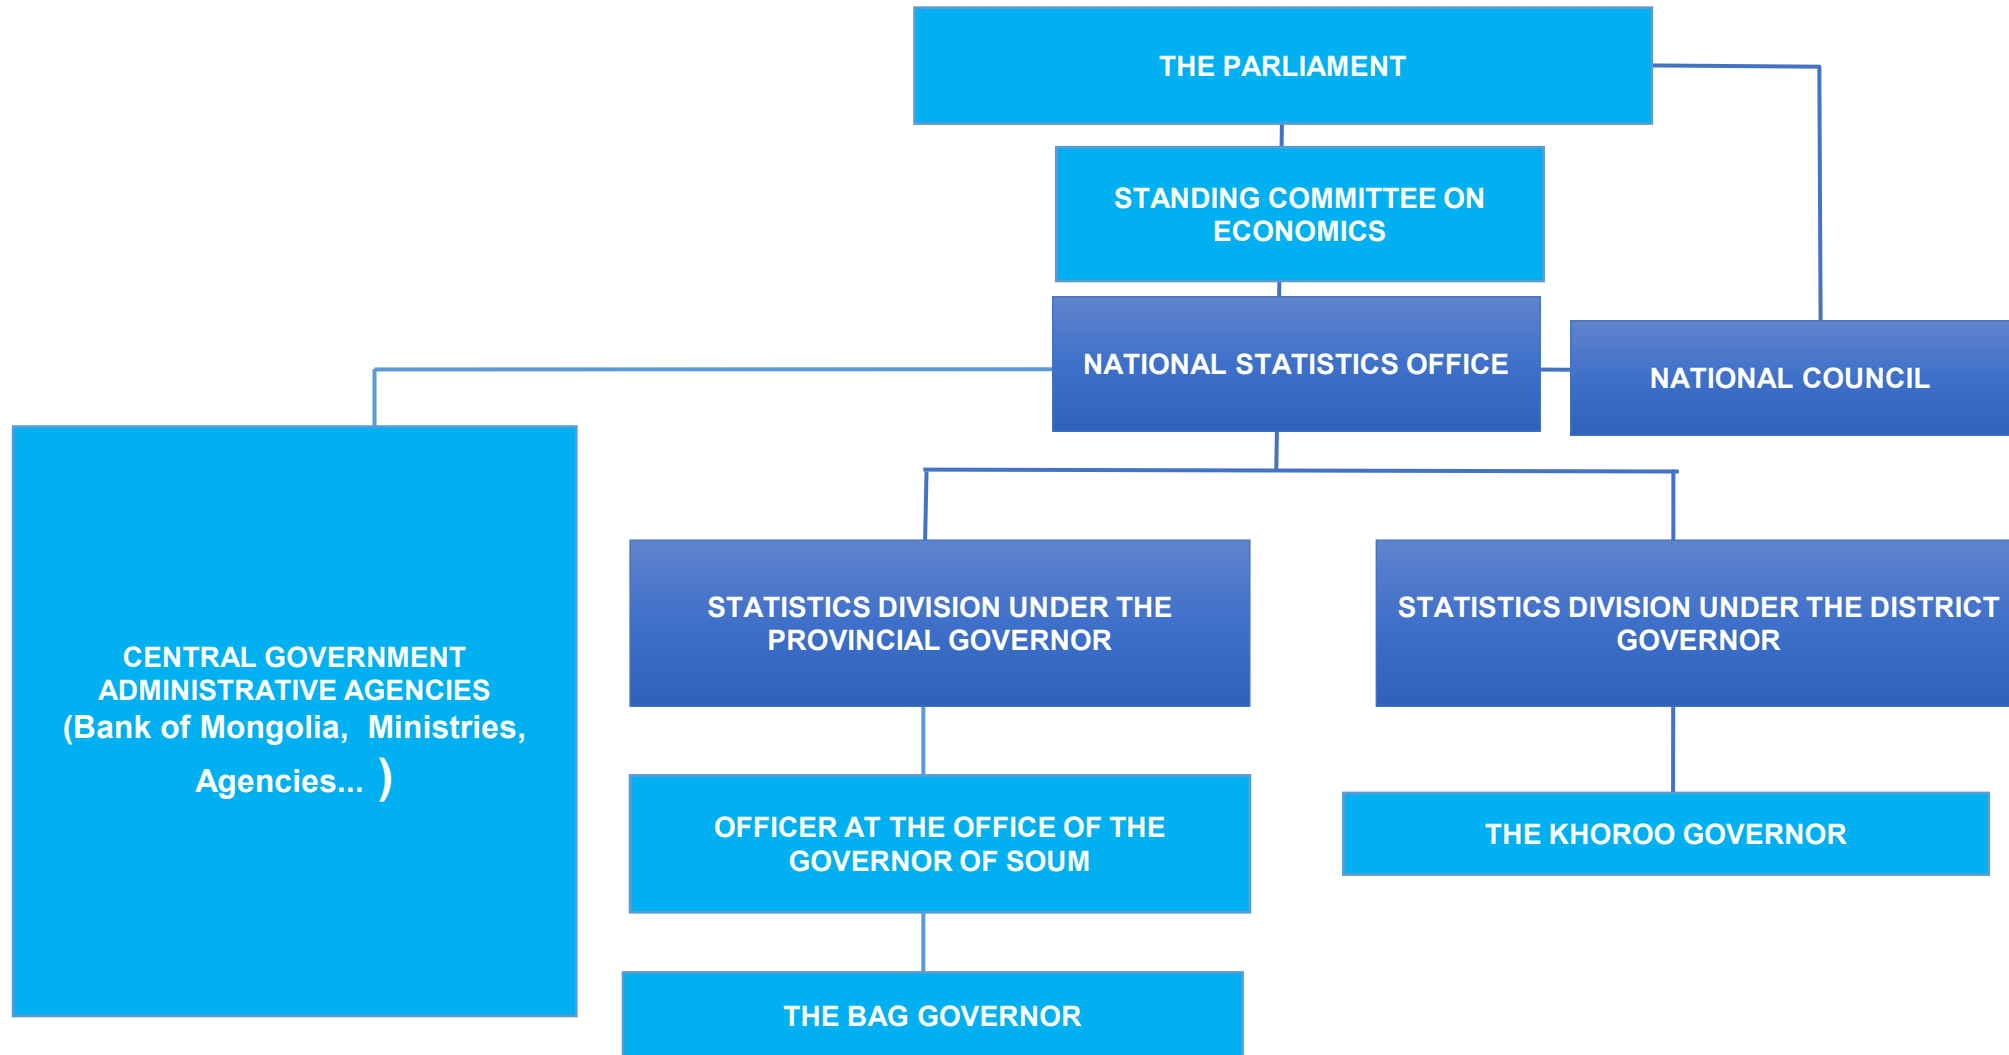 THE PARLIAMENT
STANDING COMMITTEE ON
ECONOMICS
NATIONAL STATISTICS OFFICE
NATIONAL COUNCIL
CENTRAL GOVERNMENT
ADMINISTRATIVE AGENCIES
(Bank of Mongolia,  Ministries,
Agencies... )
STATISTICS DIVISION UNDER THE
PROVINCIAL GOVERNOR
STATISTICS DIVISION UNDER THE DISTRICT
GOVERNOR
OFFICER AT THE OFFICE OF THE
GOVERNOR OF SOUM
THE KHOROO GOVERNOR
THE BAG GOVERNOR